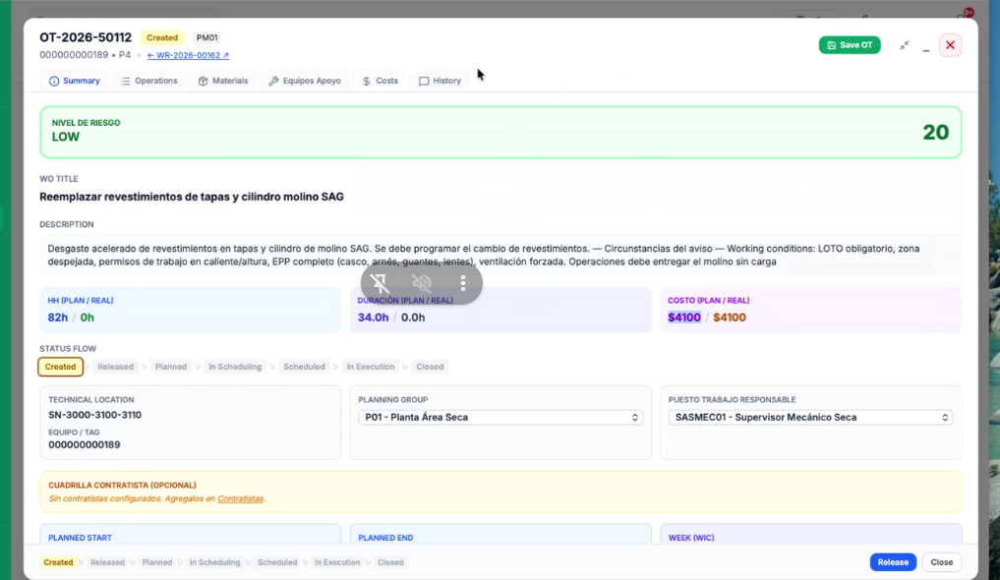 OT-2026-50112 Created PM01
9+
000000000189 • P4 • ← WR-2026-00162 ↗
Save OT
Summary Operations Materials Equipos Apoyo Costs History
NIVEL DE RIESGO
LOW
20
WO TITLE
Reemplazar revestimientos de tapas y cilindro molino SAG
DESCRIPTION
Desgaste acelerado de revestimientos en tapas y cilindro de molino SAG. Se debe programar el cambio de revestimientos. — Circunstancias del aviso — Working conditions: LOTO obligatorio, zona
despejada, permisos de trabajo en caliente/altura, EPP completo (casco, arnés, guantes, lentes), ventilación forzada. Operaciones debe entregar el molino sin carga
HH (PLAN / REAL) DURACIÓN (PLAN / REAL) COSTO (PLAN / REAL)
82h / 0h 34.0h / 0.0h $4100 / $4100
STATUS FLOW
Created Released Planned In Scheduling Scheduled In Execution Closed
TECHNICAL LOCATION PLANNING GROUP PUESTO TRABAJO RESPONSABLE
SN-3000-3100-3110 P01 - Planta Área Seca SASMEC01 - Supervisor Mecánico Seca
EQUIPO / TAG
000000000189
CUADRILLA CONTRATISTA (OPCIONAL)
Sin contratistas configurados. Agregalos en Contratistas.
PLANNED START PLANNED END WEEK (WIC)
Created Released Planned In Scheduling Scheduled In Execution Closed Release Close